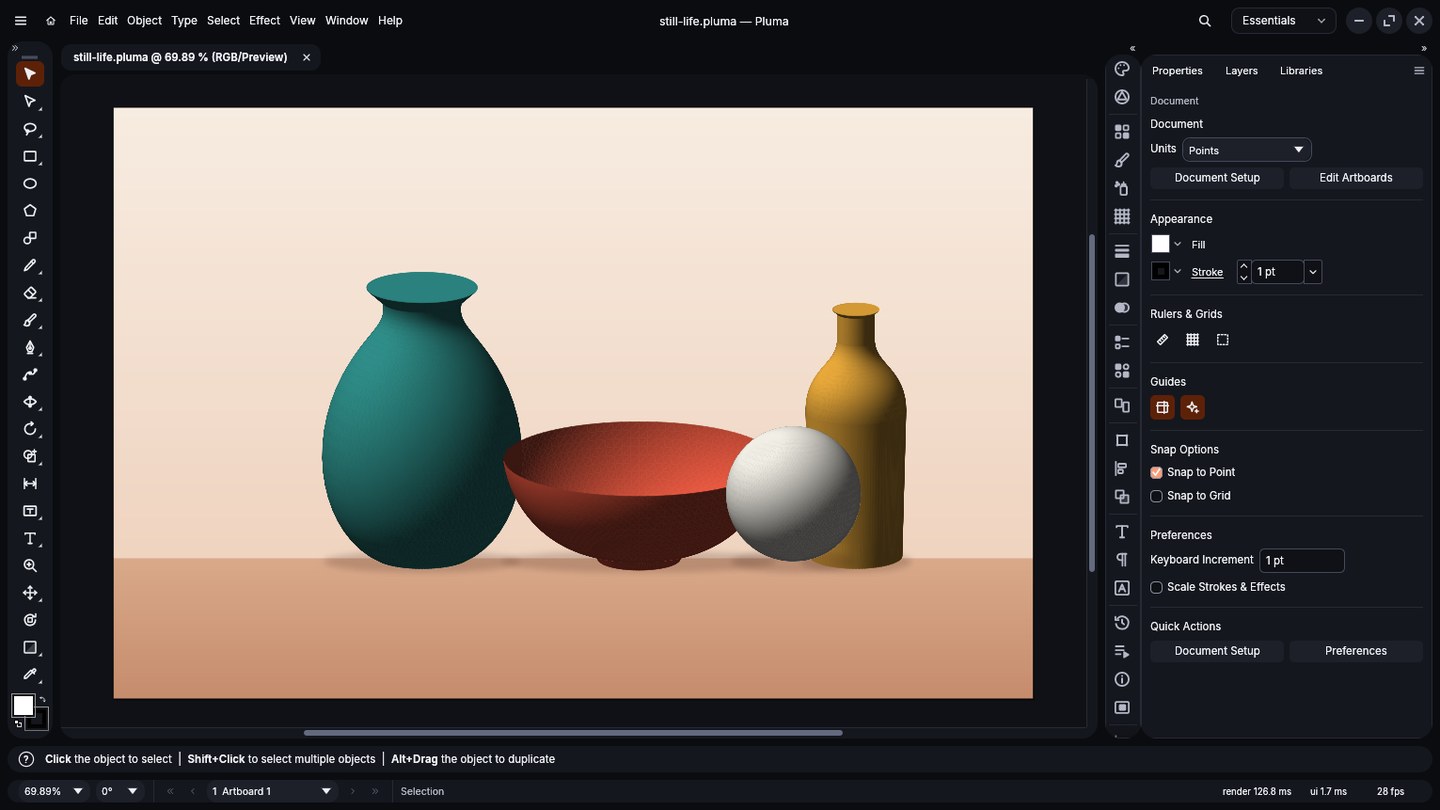 File Edit Object Type Select Effect View Window Help
still-life.pluma — Pluma
Essentials
still-life.pluma @ 69.89 % (RGB/Preview)
Properties Layers Libraries
Document
Document
Units Points
Document Setup Edit Artboards
Appearance
Fill
Stroke 1 pt
Rulers & Grids
Guides
Snap Options
Snap to Point
Snap to Grid
Preferences
Keyboard Increment 1 pt
Scale Strokes & Effects
Quick Actions
Document Setup Preferences
Click the object to select | Shift+Click to select multiple objects | Alt+Drag the object to duplicate
69.89% 0° 1 Artboard 1 Selection render 126.8 ms ui 1.7 ms 28 fps